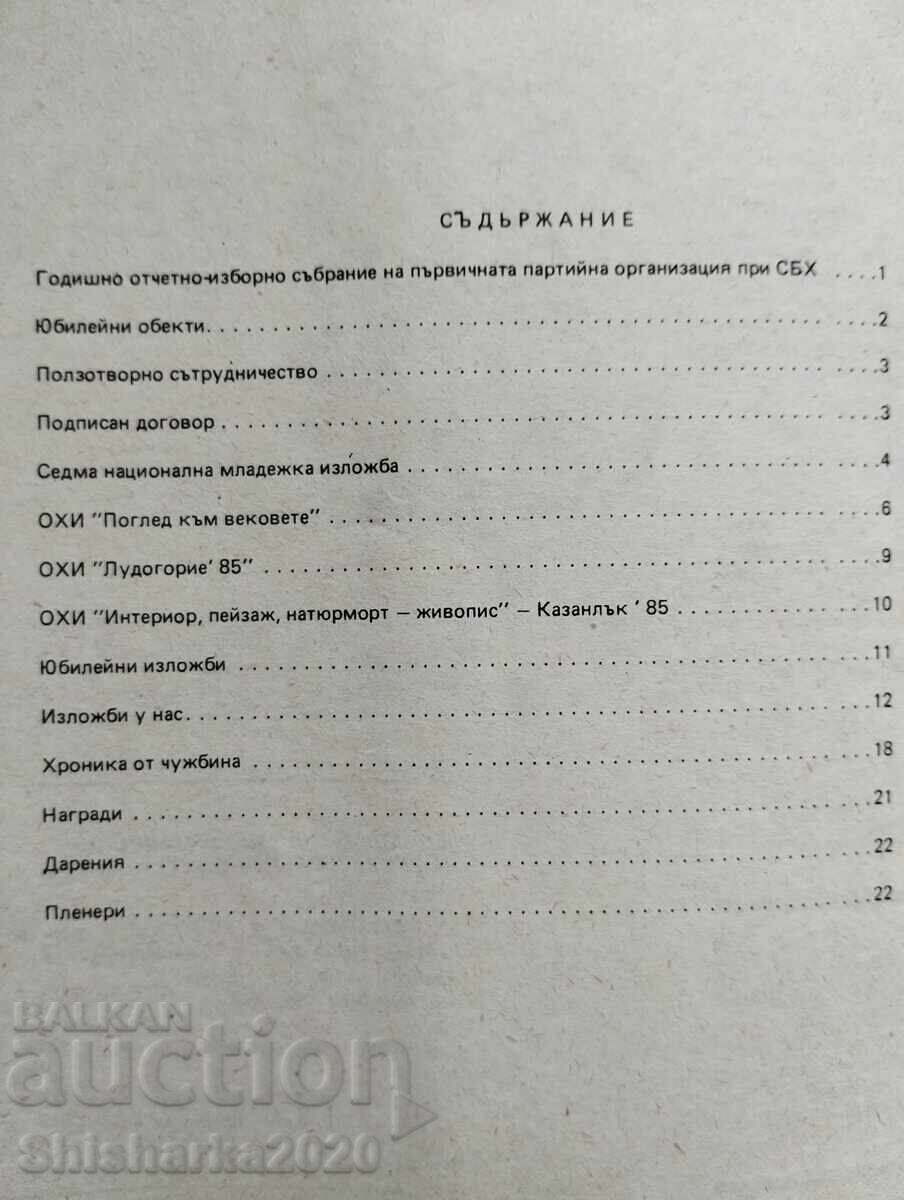 СЪДЪРЖАНИЕ
Годишно отчетно-изборно събрание на първичната партийна организация при СБХ ....1
Юбилейни обекти. . . . . . . . . . 2
Ползотворно сътрудничество . . . . . . . . . . 3
Подписан договор . . . . . . . . . . 3
Седма национална младежка изложба . . . . . . . . . . 4
ОХИ "Поглед към вековете" . . . . . . . . . . 6
ОХИ "Лудогорие' 85" . . . . . . . . . . 9
ОХИ "Интериор, пейзаж, натюрморт – живопис" – Казанлък ' 85 . . . . . . . . . . 10
Юбилейни изложби . . . . . . . . . . 11
Изложби у нас. . . . . . . . . . 12
Хроника от чужбина . . . . . . . . . . 18
Награди . . . . . . . . . . 21
Дарения . . . . . . . . . . 22
Пленери . . . . . . . . . . 22
BALKAN
auction
Shisharka2020